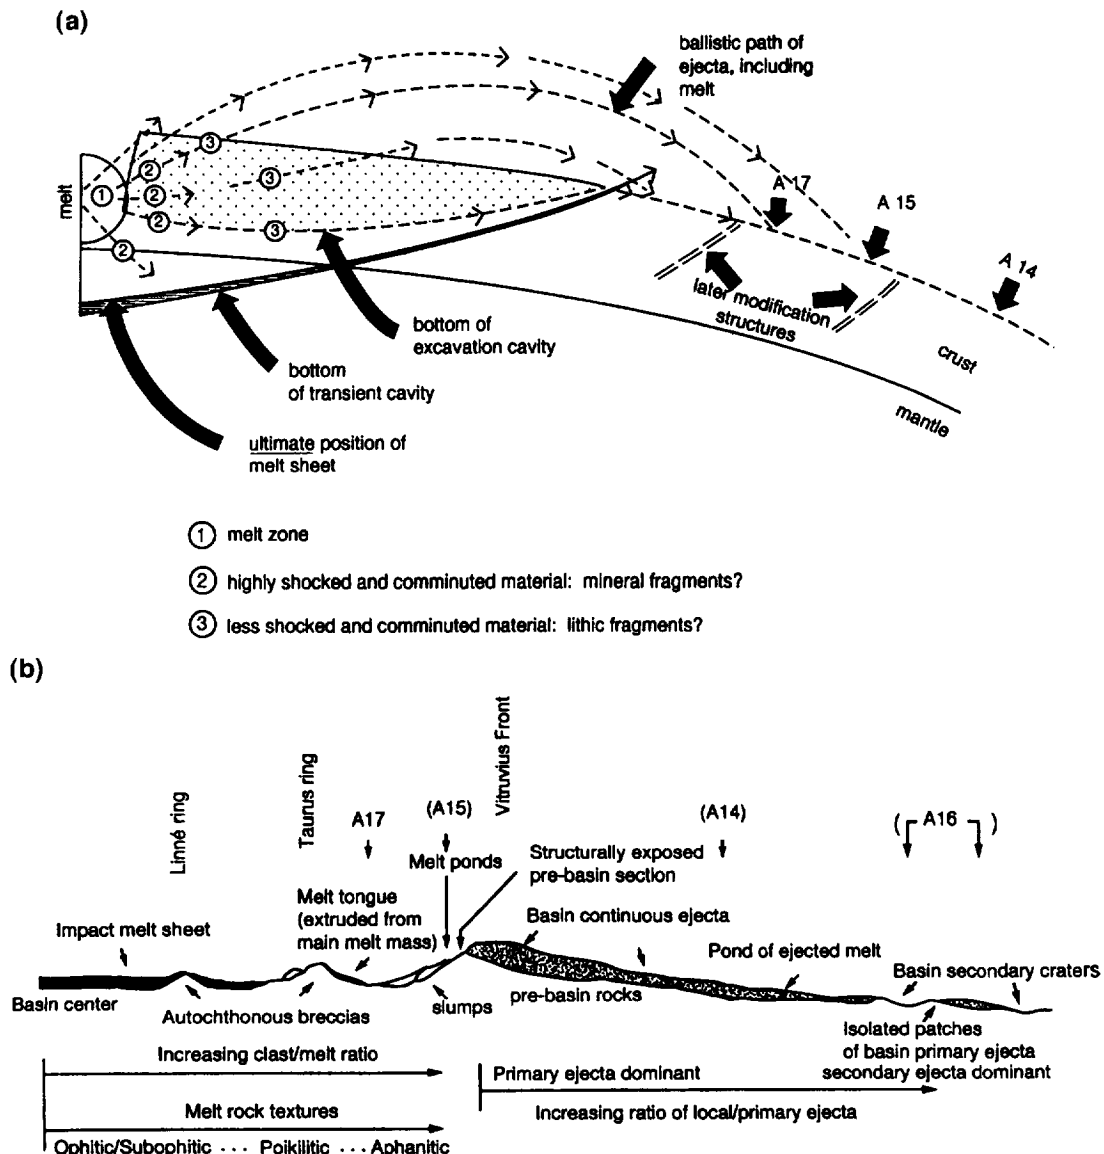 (a)
ballistic path of
ejecta, including
melt
melt
1
2
2
2
2
3
3
3
A 17
A 15
A 14
later modification
structures
crust
mantle
bottom of
excavation cavity
bottom
of transient cavity
ultimate position of
melt sheet
1 melt zone
2 highly shocked and comminuted material: mineral fragments?
3 less shocked and comminuted material: lithic fragments?
(b)
Linné ring
Taurus ring
A17
(A15)
Vitruvius Front
(A14)
( A16 )
Melt ponds
Structurally exposed
pre-basin section
Melt tongue
(extruded from
main melt mass)
Impact melt sheet
Basin continuous ejecta
Pond of ejected melt
Basin secondary craters
Basin center
Autochthonous breccias
slumps
pre-basin rocks
Isolated patches
of basin primary ejecta
secondary ejecta dominant
Increasing clast/melt ratio
Primary ejecta dominant
Increasing ratio of local/primary ejecta
Melt rock textures
Ophitic/Subophitic ... Poikilitic ... Aphanitic